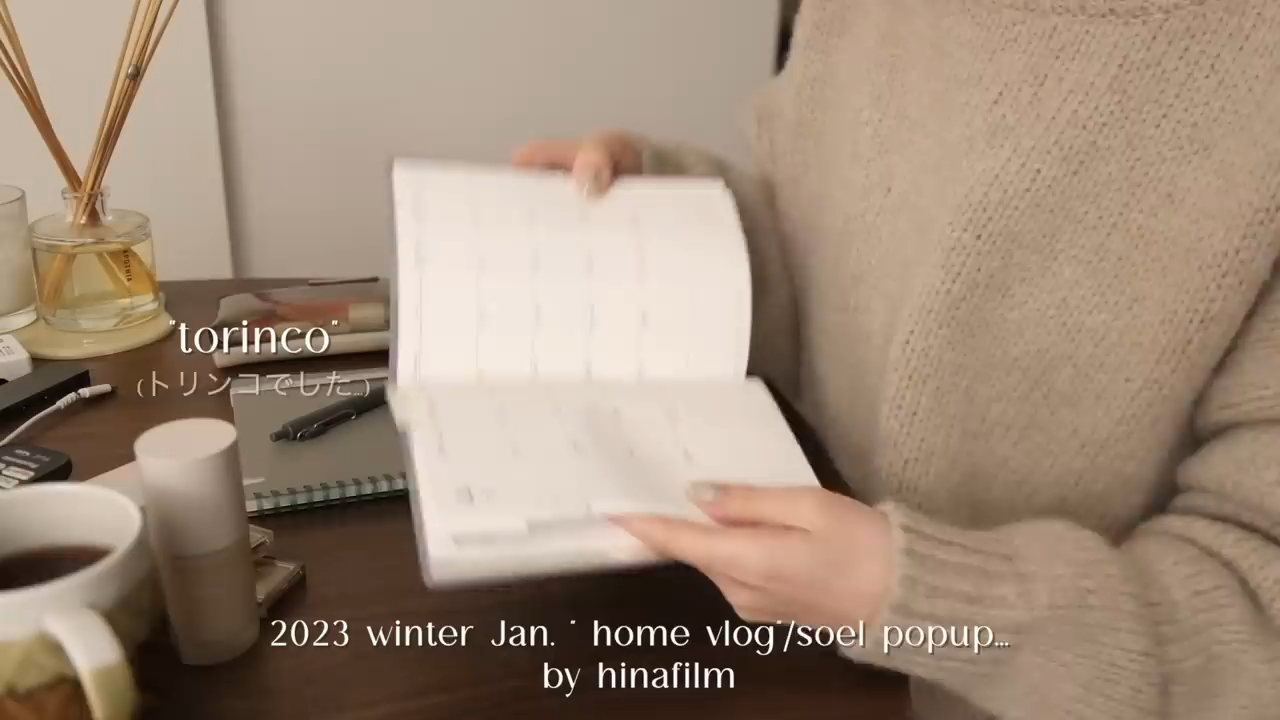 "torinco"
(トリンコでした..)
2023 winter Jan. " home vlog"/soel popup...
by hinafilm